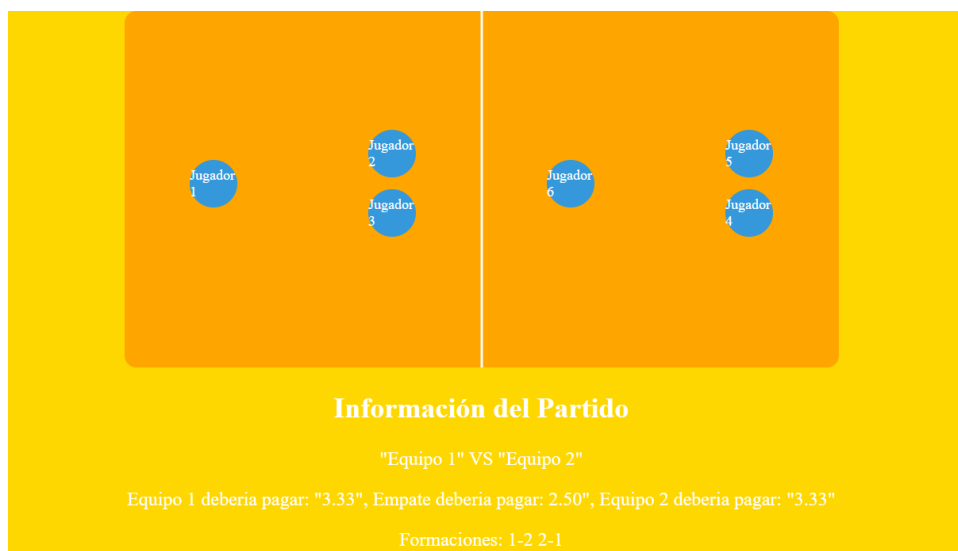 Jugador
1
Jugador
2
Jugador
3
Jugador
6
Jugador
5
Jugador
4
Información del Partido
"Equipo 1" VS "Equipo 2"
Equipo 1 deberia pagar: "3.33", Empate deberia pagar: 2.50", Equipo 2 deberia pagar: "3.33"
Formaciones: 1-2 2-1